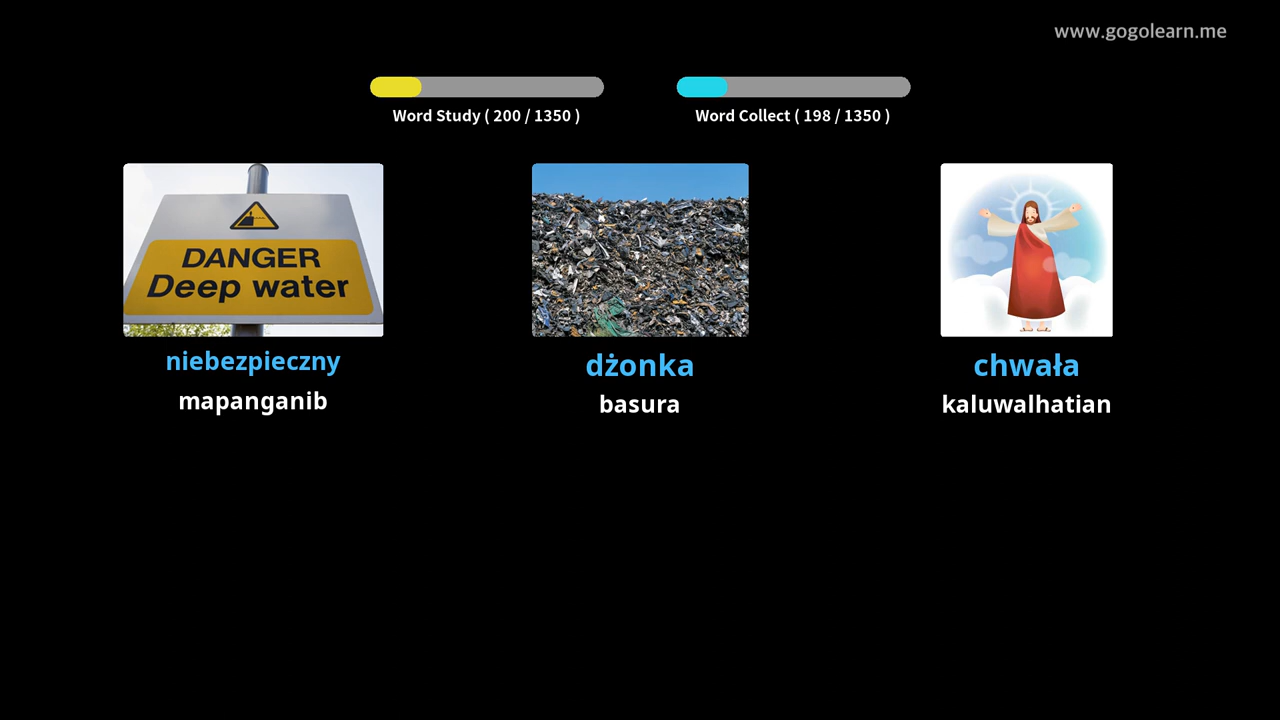 www.gogolearn.me
Word Study ( 200 / 1350 )
Word Collect ( 198 / 1350 )
DANGER
Deep water
niebezpieczny
dżonka
chwała
mapanganib
basura
kaluwalhatian